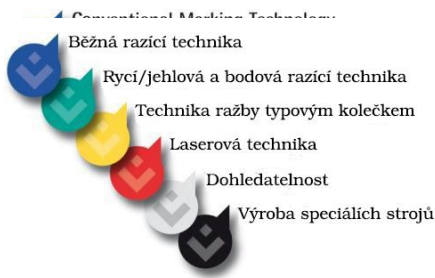 Conventional Marking Technology
Běžná razící technika
Rycí/jehlová a bodová razící technika
Technika ražby typovým kolečkem
Laserová technika
Dohledatelnost
Výroba speciálích strojů